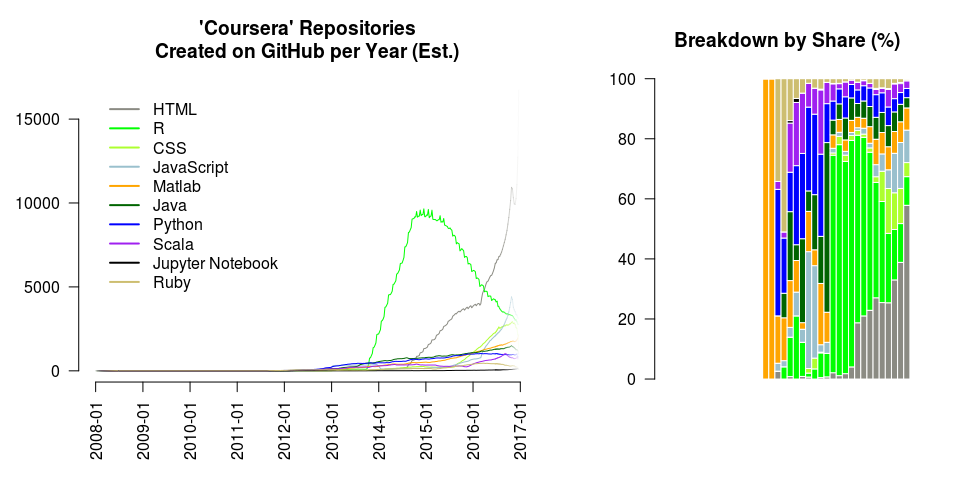 'Coursera' Repositories
Created on GitHub per Year (Est.)
15000
10000
5000
0
HTML
R
CSS
JavaScript
Matlab
Java
Python
Scala
Jupyter Notebook
Ruby
2008-01
2009-01
2010-01
2011-01
2012-01
2013-01
2014-01
2015-01
2016-01
2017-01
Breakdown by Share (%)
100
80
60
40
20
0